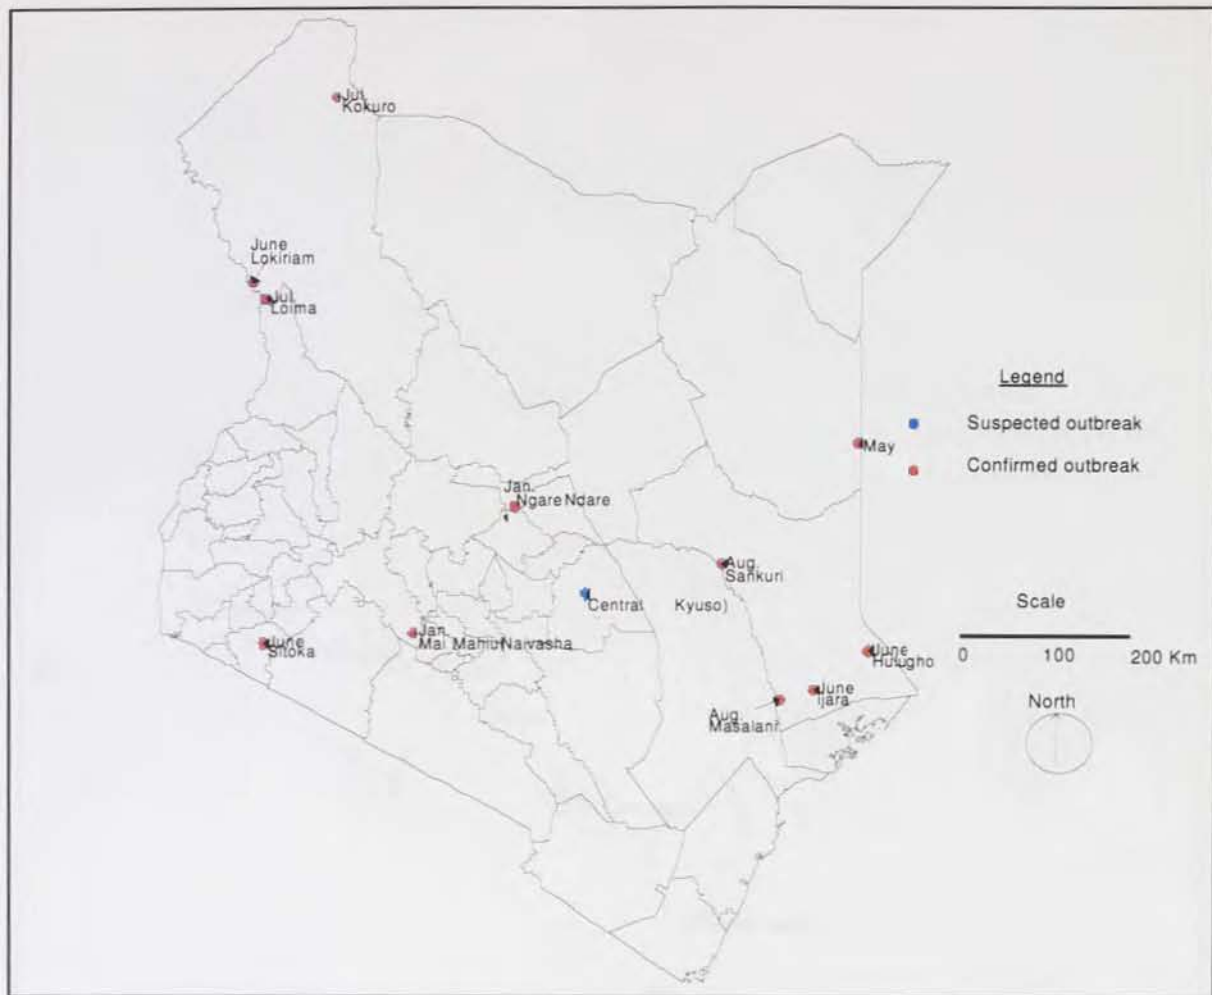 Jul.
Kokuro
June
Lokiriam
Jul.
Loima
Legend
Suspected outbreak
Confirmed outbreak
May
Jan.
Ngare Ndare
Aug.
Sankuri
Central Kyuso)
Scale
0 100 200 Km
June
Sitoka
Jan.
Mai Mahiu Naivasha
June
Hulugho
June
Ijara
Aug.
Masalani
North